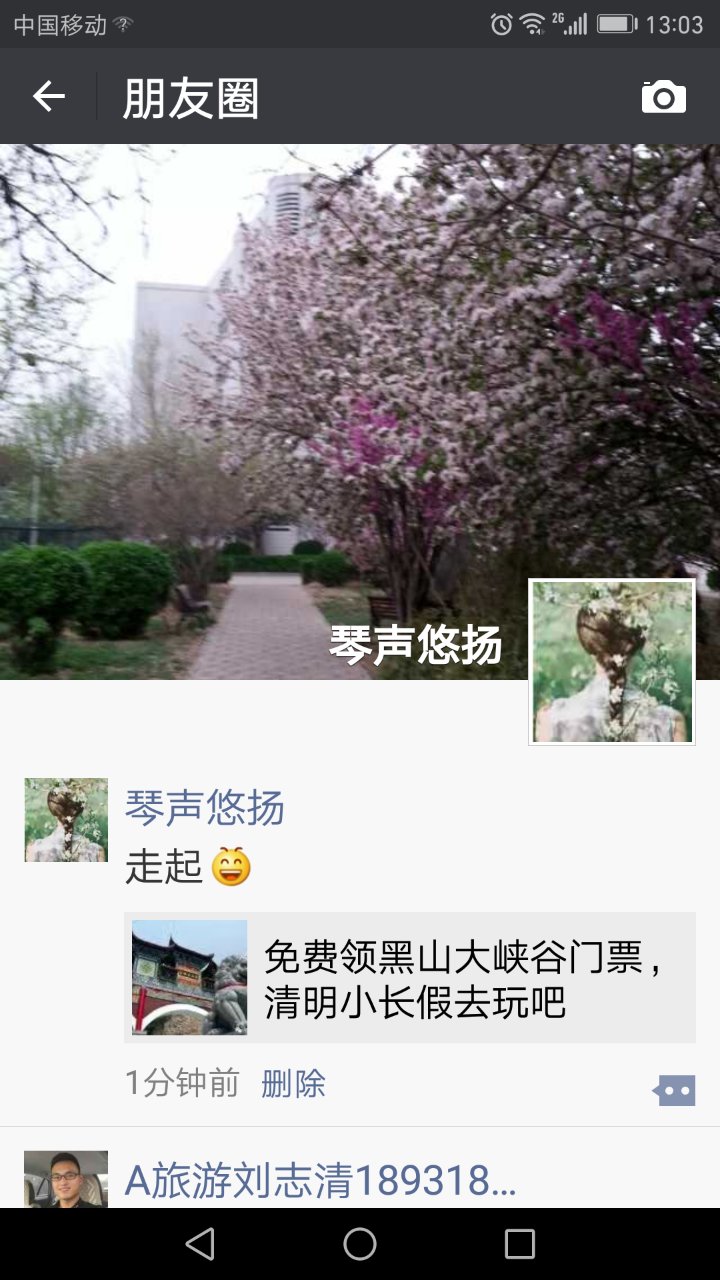 中国移动
2G
13:03
朋友圈
琴声悠扬
琴声悠扬
走起
免费领黑山大峡谷门票，
清明小长假去玩吧
1分钟前 删除
A旅游刘志清189318...